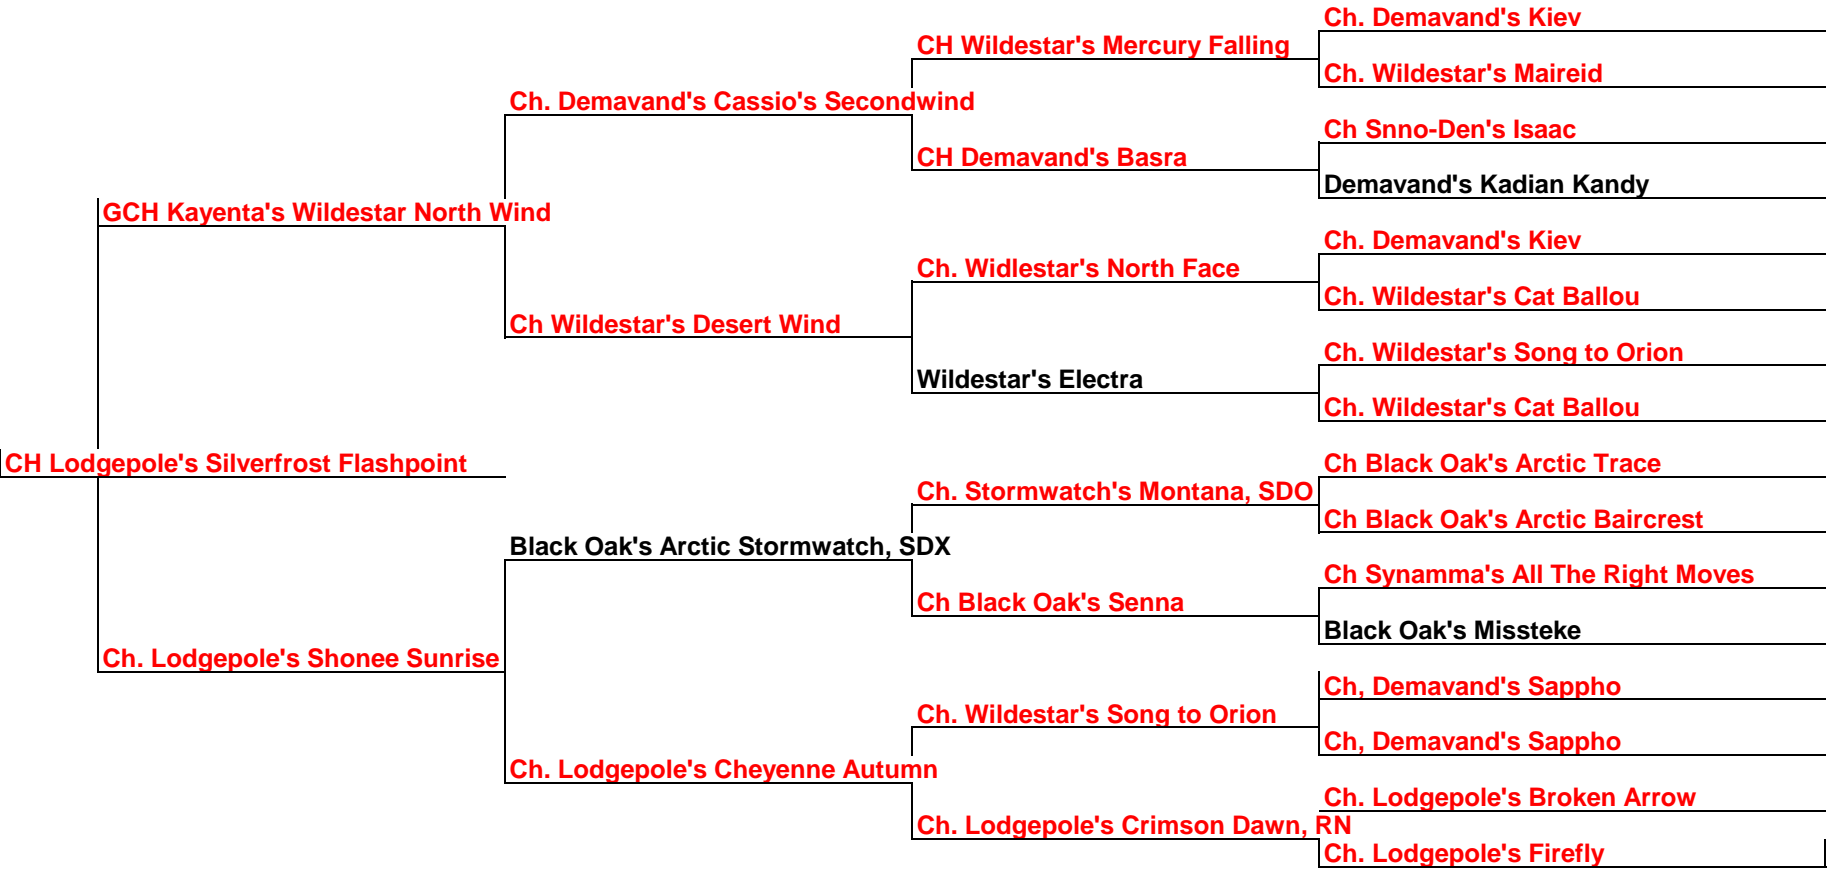 Ch. Demavand's Kiev
CH Wildestar's Mercury Falling
Ch. Wildestar's Maireid
Ch. Demavand's Cassio's Secondwind
Ch Snno-Den's Isaac
CH Demavand's Basra
Demavand's Kadian Kandy
GCH Kayenta's Wildestar North Wind
Ch. Demavand's Kiev
Ch. Widlestar's North Face
Ch. Wildestar's Cat Ballou
Ch Wildestar's Desert Wind
Ch. Wildestar's Song to Orion
Wildestar's Electra
Ch. Wildestar's Cat Ballou
CH Lodgepole's Silverfrost Flashpoint
Ch Black Oak's Arctic Trace
Ch. Stormwatch's Montana, SDO
Ch Black Oak's Arctic Baircrest
Black Oak's Arctic Stormwatch, SDX
Ch Synamma's All The Right Moves
Ch Black Oak's Senna
Black Oak's Missteke
Ch. Lodgepole's Shonee Sunrise
Ch, Demavand's Sappho
Ch. Wildestar's Song to Orion
Ch, Demavand's Sappho
Ch. Lodgepole's Cheyenne Autumn
Ch. Lodgepole's Broken Arrow
Ch. Lodgepole's Crimson Dawn, RN
Ch. Lodgepole's Firefly